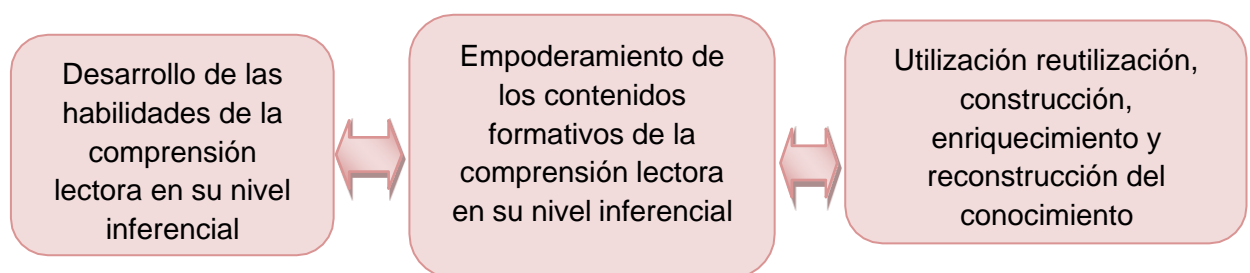 Desarrollo de las
habilidades de la
comprensión
lectora en su nivel
inferencial
Empoderamiento de
los contenidos
formativos de la
comprensión lectora
en su nivel inferencial
Utilización reutilización,
construcción,
enriquecimiento y
reconstrucción del
conocimiento